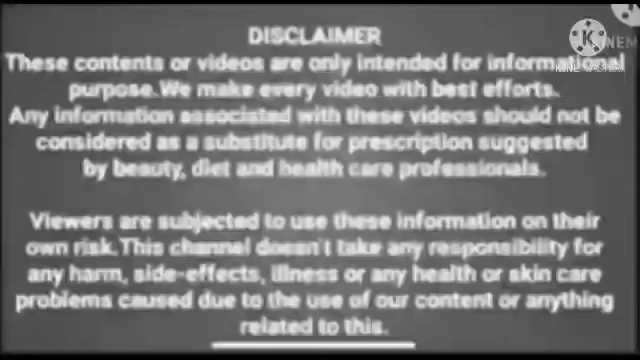 DISCLAIMER
These contents or videos are only intended for informational
purpose.We make every video with best efforts.
Any information associated with these videos should not be
considered as a substitute for prescription suggested
by beauty, diet and health care professionals.
Viewers are subjected to use these information on their
own risk.This channel doesn't take any responsibility for
any harm, side-effects, illness or any health or skin care
problems caused due to the use of our content or anything
related to this.